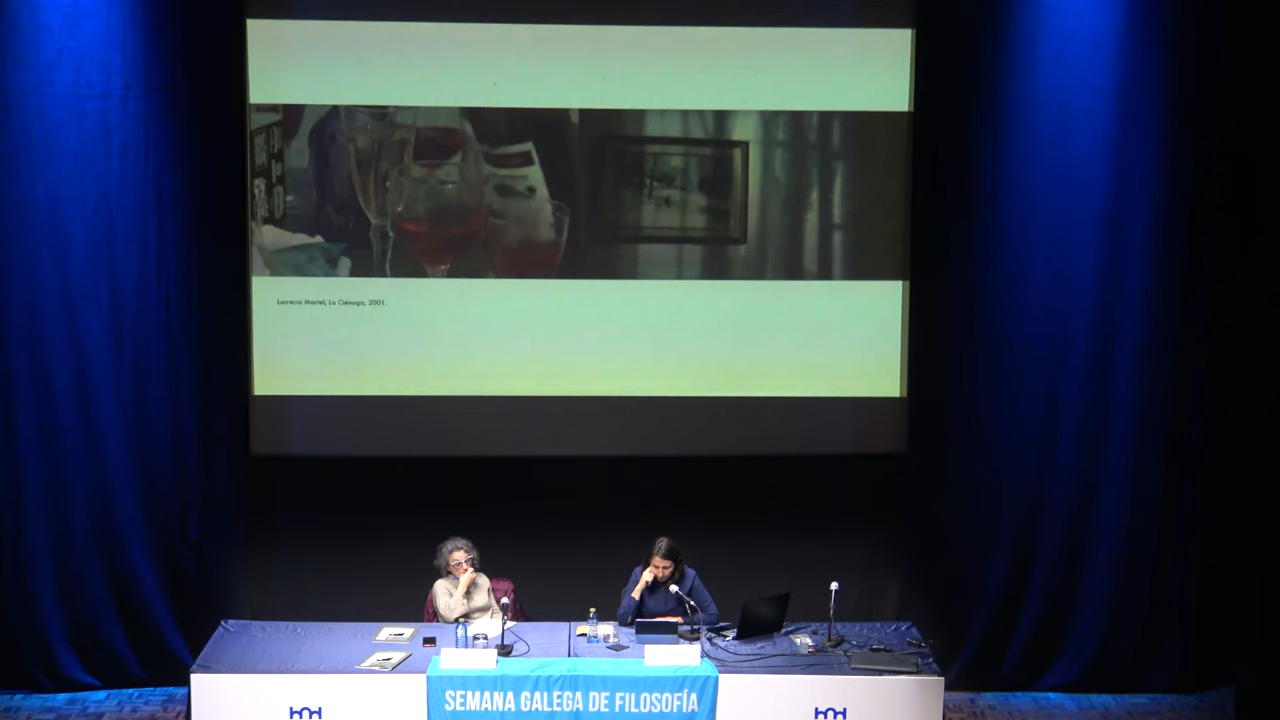 Lucrecia Martel, La Ciénaga, 2001.
SEMANA GALEGA DE FILOSOFÍA